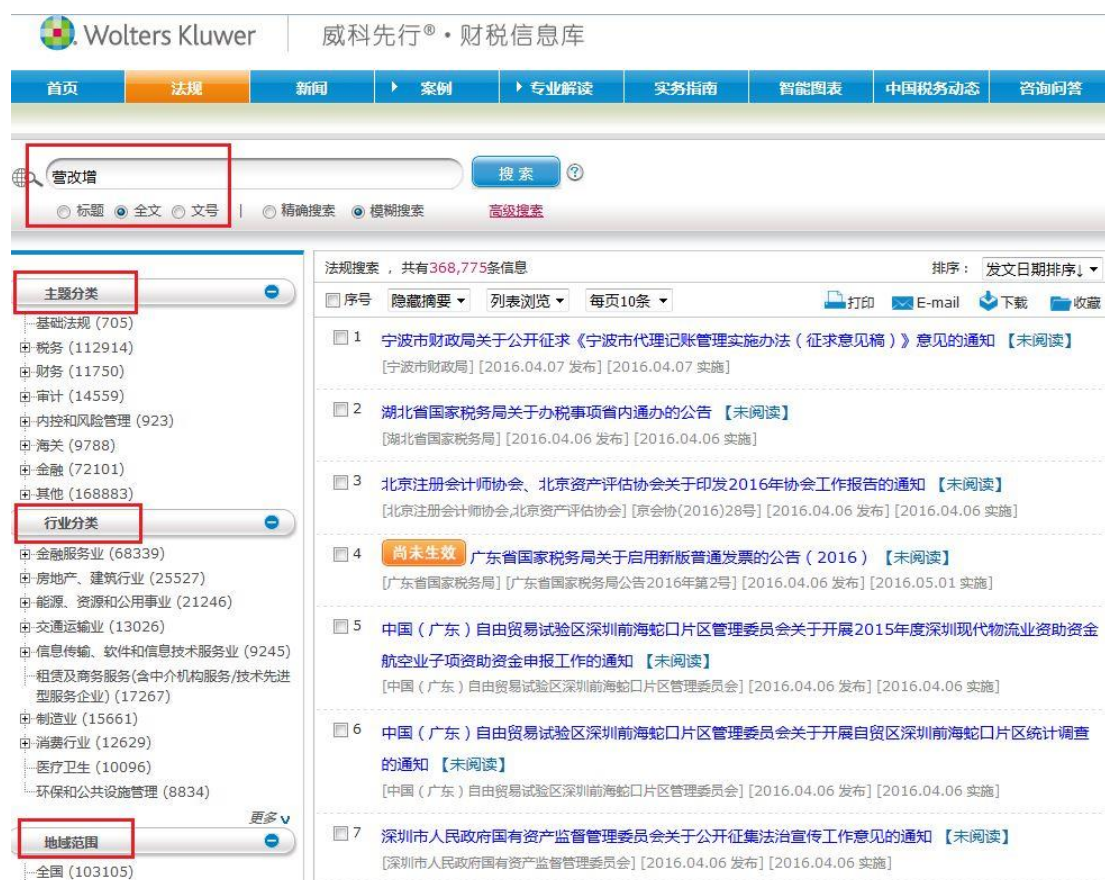 Wolters Kluwer
威科先行®·财税信息库
首页 法规 新闻 案例 专业解读 实务指南 智能图表 中国税务动态 咨询问答
营改增 搜索 ?
标题 全文 文号 | 精确搜索 模糊搜索 高级搜索
主题分类
基础法规 (705)
税务 (112914)
财务 (11750)
审计 (14559)
内控和风险管理 (923)
海关 (9788)
金融 (72101)
其他 (168883)
行业分类
金融服务业 (68339)
房地产、建筑行业 (25527)
能源、资源和公用事业 (21246)
交通运输业 (13026)
信息传输、软件和信息技术服务业 (9245)
租赁及商务服务(含中介机构服务/技术先进
型服务企业) (17267)
制造业 (15661)
消费行业 (12629)
医疗卫生 (10096)
环保和公共设施管理 (8834)
更多
地域范围
全国 (103105)
法规搜索 , 共有368,775条信息 排序: 发文日期排序↓
序号 隐藏摘要 列表浏览 每页10条 打印 E-mail 下载 收藏
1 宁波市财政局关于公开征求《宁波市代理记账管理实施办法(征求意见稿)》意见的通知 【未阅读】
[宁波市财政局] [2016.04.07 发布] [2016.04.07 实施]
2 湖北省国家税务局关于办税事项省内通办的公告 【未阅读】
[湖北省国家税务局] [2016.04.06 发布] [2016.04.06 实施]
3 北京注册会计师协会、北京资产评估协会关于印发2016年协会工作报告的通知 【未阅读】
[北京注册会计师协会,北京资产评估协会] [京会协(2016)28号] [2016.04.06 发布] [2016.04.06 实施]
4 尚未生效 广东省国家税务局关于启用新版普通发票的公告(2016) 【未阅读】
[广东省国家税务局] [广东省国家税务局公告2016年第2号] [2016.04.06 发布] [2016.05.01 实施]
5 中国(广东)自由贸易试验区深圳前海蛇口片区管理委员会关于开展2015年度深圳现代物流业资助资金
航空业子项资助资金申报工作的通知 【未阅读】
[中国(广东)自由贸易试验区深圳前海蛇口片区管理委员会] [2016.04.06 发布] [2016.04.06 实施]
6 中国(广东)自由贸易试验区深圳前海蛇口片区管理委员会关于开展自贸区深圳前海蛇口片区统计调查
的通知 【未阅读】
[中国(广东)自由贸易试验区深圳前海蛇口片区管理委员会] [2016.04.06 发布] [2016.04.06 实施]
7 深圳市人民政府国有资产监督管理委员会关于公开征集法治宣传工作意见的通知 【未阅读】
[深圳市人民政府国有资产监督管理委员会] [2016.04.06 发布] [2016.04.06 实施]